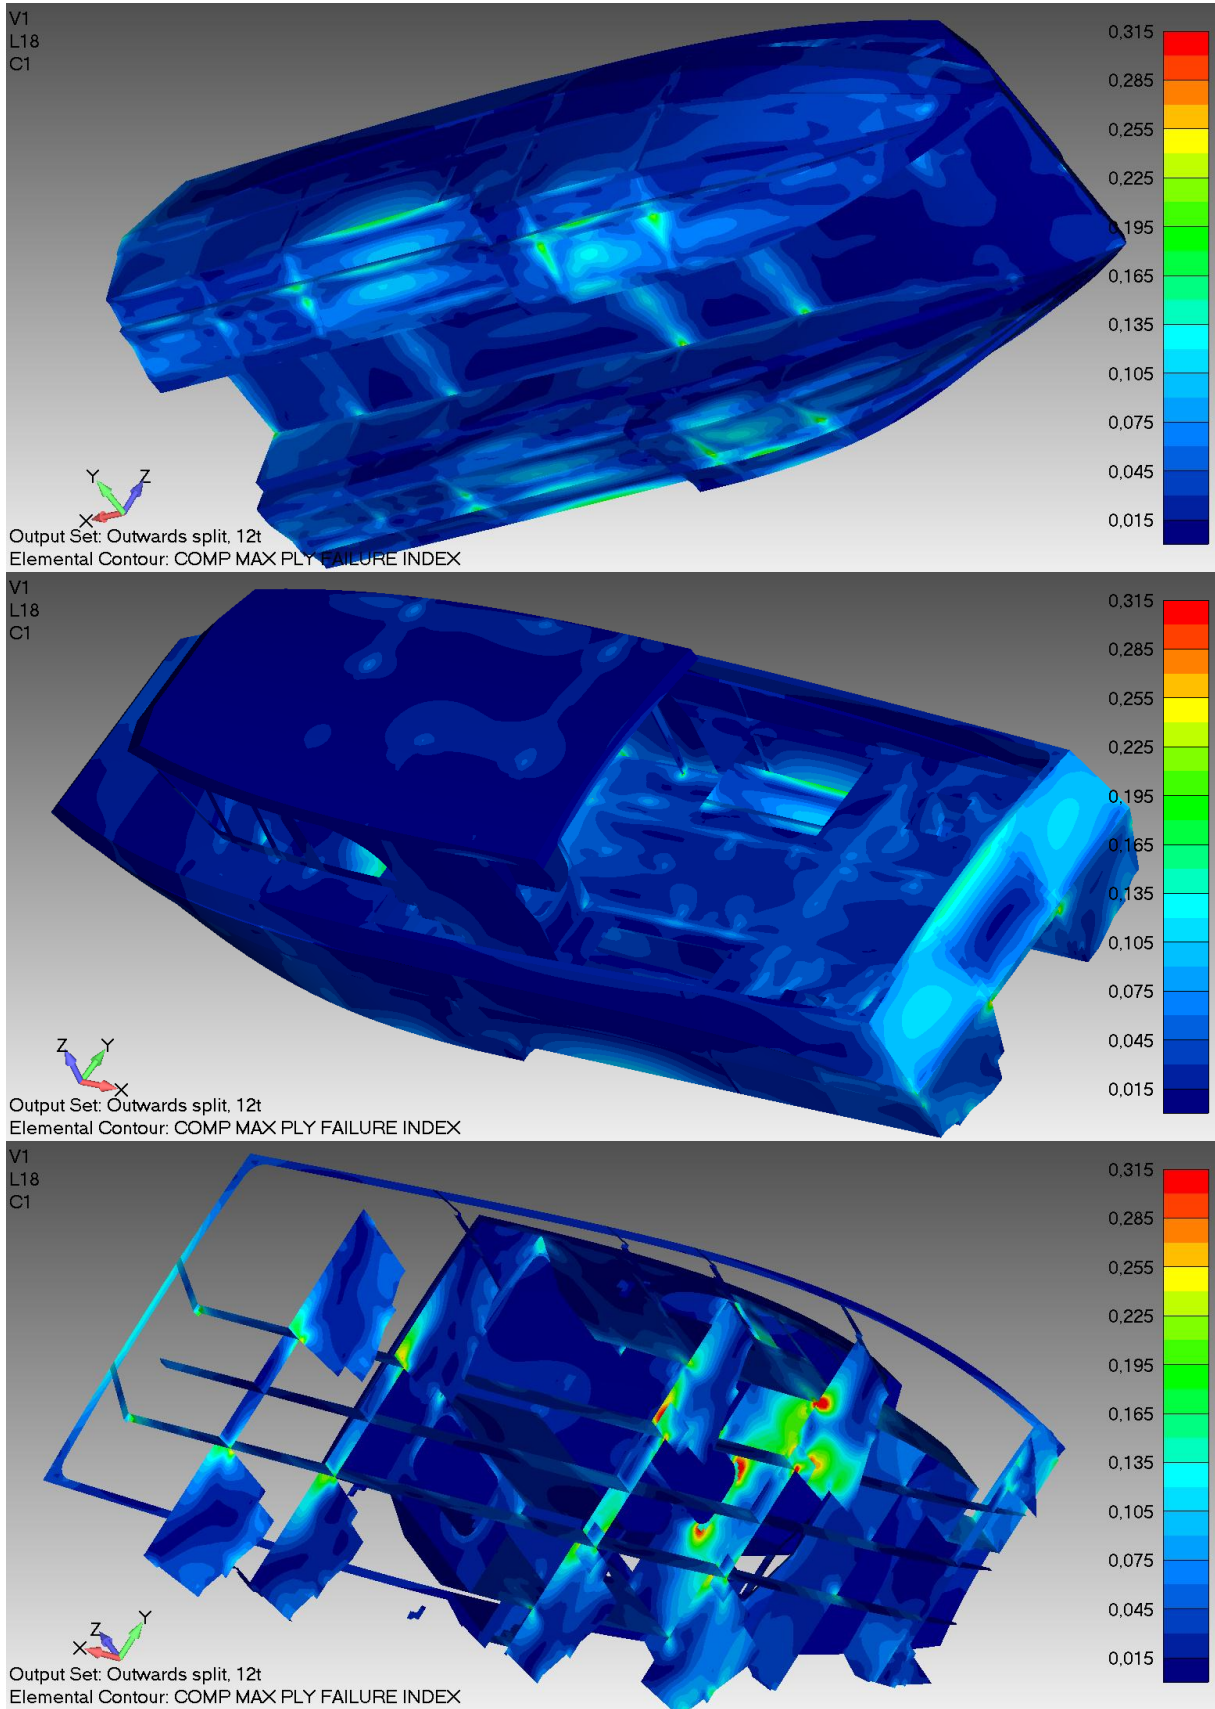 V1
L18
C1
0,315
0,285
0,255
0,225
0,195
0,165
0,135
0,105
0,075
0,045
0,015
Y
Z
X
Output Set: Outwards split, 12t
Elemental Contour: COMP MAX PLY FAILURE INDEX
V1
L18
C1
0,315
0,285
0,255
0,225
0,195
0,165
0,135
0,105
0,075
0,045
0,015
Z
Y
X
Output Set: Outwards split, 12t
Elemental Contour: COMP MAX PLY FAILURE INDEX
V1
L18
C1
0,315
0,285
0,255
0,225
0,195
0,165
0,135
0,105
0,075
0,045
0,015
Y
Z
X
Output Set: Outwards split, 12t
Elemental Contour: COMP MAX PLY FAILURE INDEX